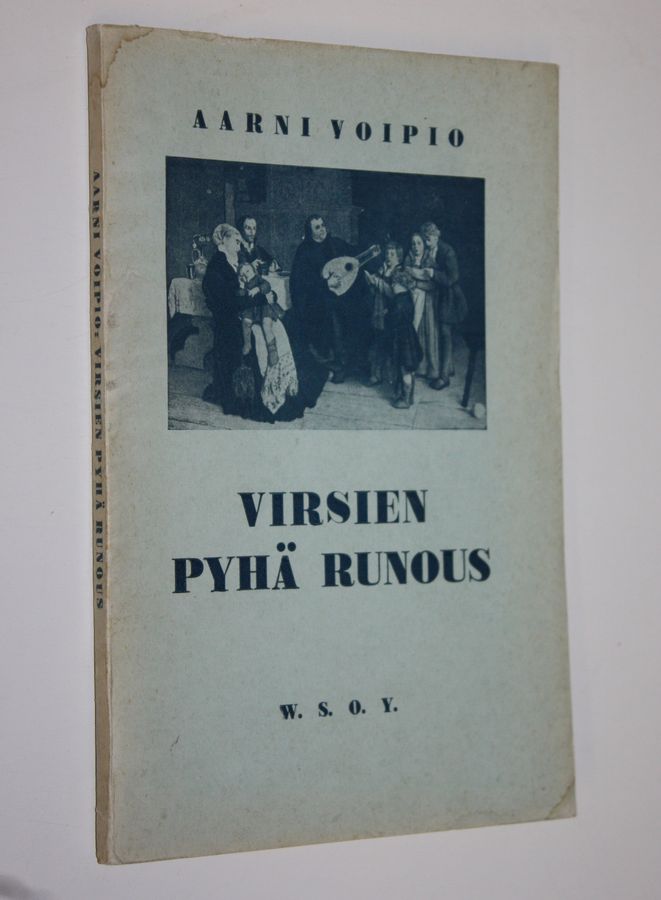 AARNI VOIPIO
VIRSIEN
PYHÄ RUNOUS
W. S. O. Y.
AARNI VOIPIO: VIRSIEN PYHÄ RUNOUS